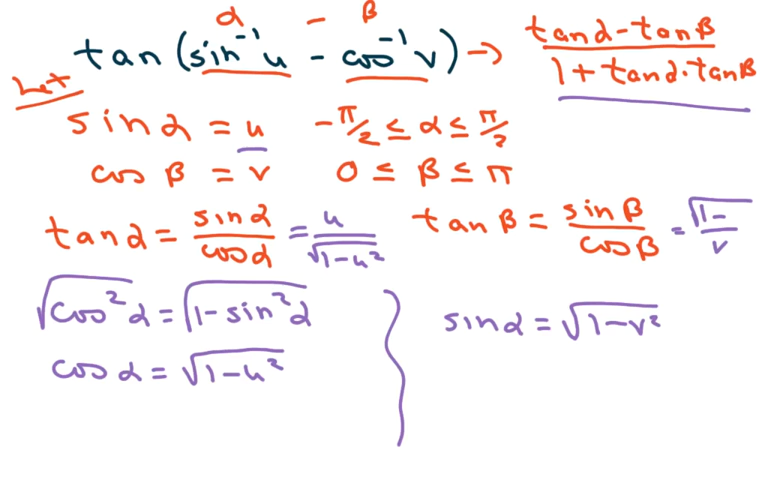 α - β
tan (sin⁻¹ u - cos⁻¹ v) → (tan α - tan β) / (1 + tan α · tan β)
Let
sin α = u   -π/2 ≤ α ≤ π/2
cos β = v   0 ≤ β ≤ π
tan α = sin α / cos α = u / √(1-u²)   tan β = sin β / cos β = √(1- / v
√(cos² α) = √(1-sin² α)   sin α = √(1-v²)
cos α = √(1-u²)